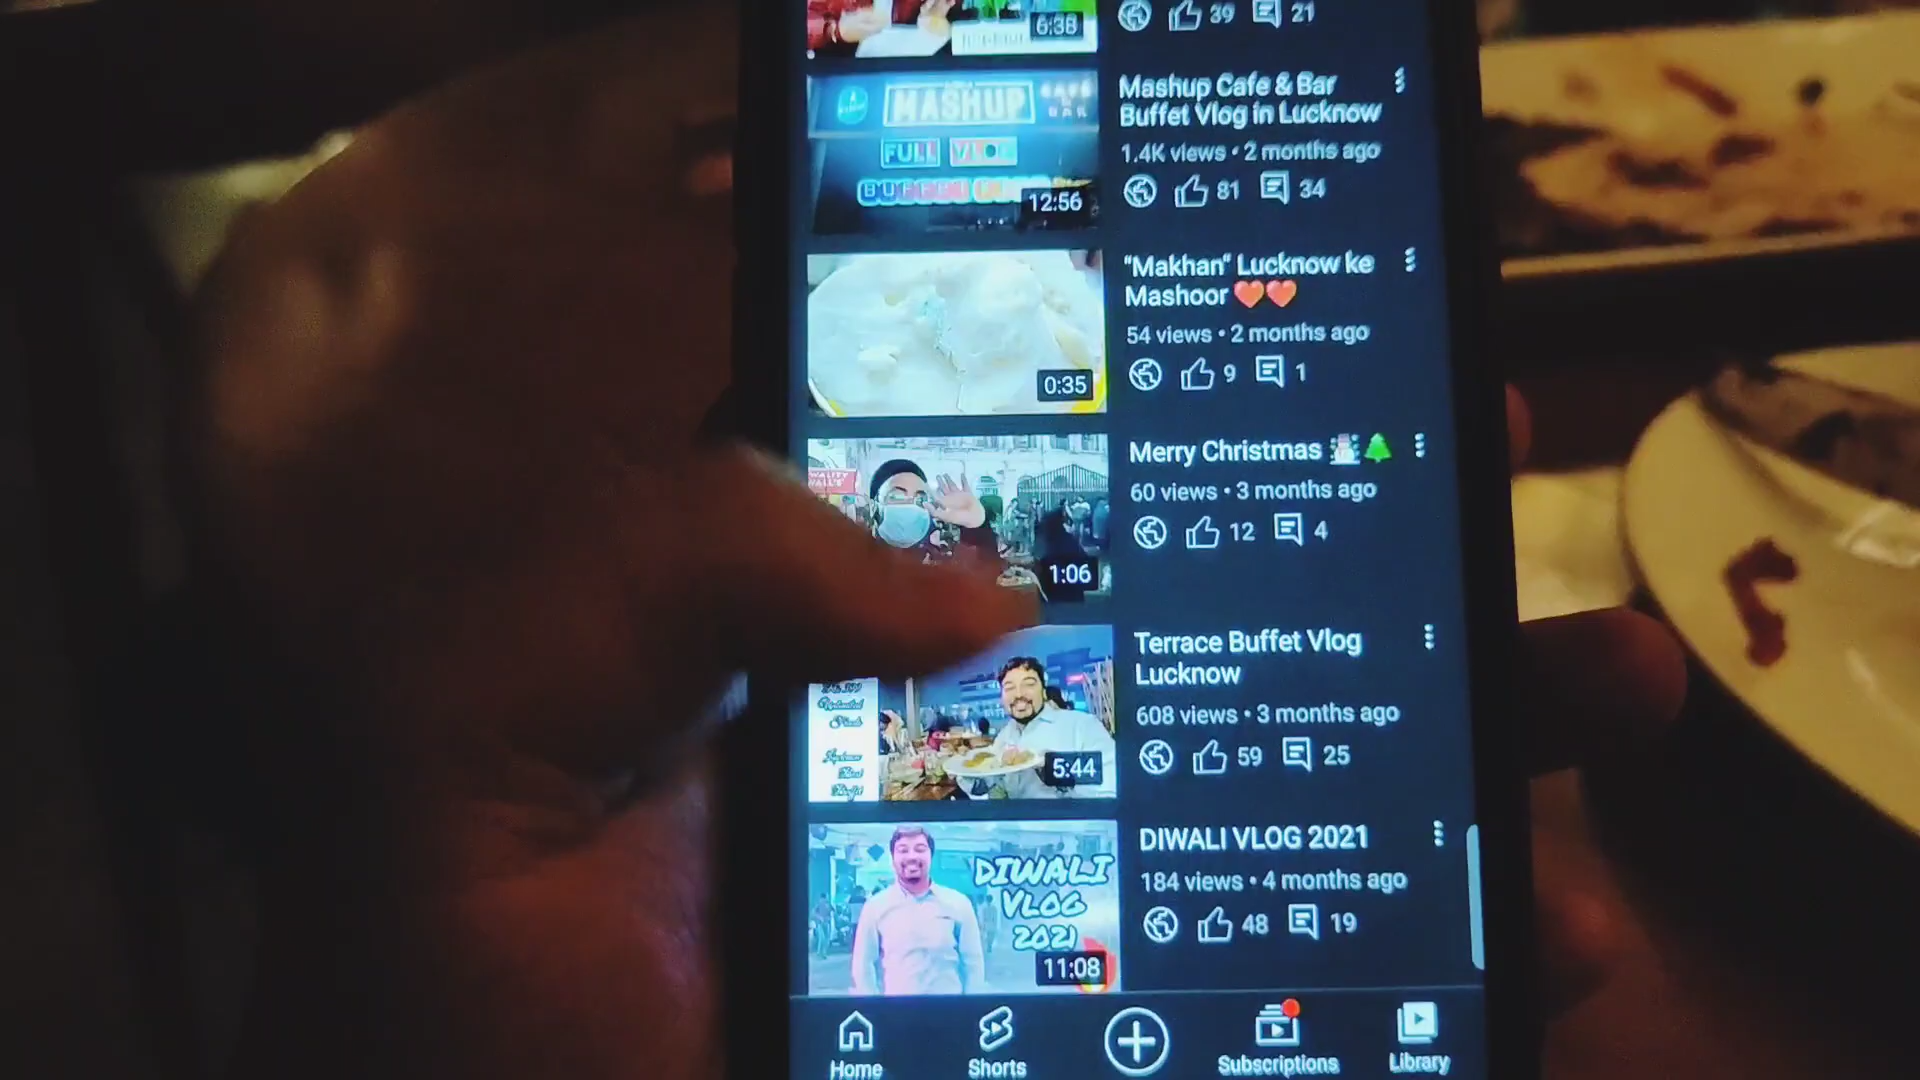 6:38
39 21
MASHUP
CAFE & BAR
FULL VLOG
BUFFET
12:56
Mashup Cafe & Bar
Buffet Vlog in Lucknow
1.4K views • 2 months ago
81 34
0:35
"Makhan" Lucknow ke
Mashoor ❤️❤️
54 views • 2 months ago
9 1
1:06
Merry Christmas ⛄🎄
60 views • 3 months ago
12 4
5:44
Terrace Buffet Vlog
Lucknow
608 views • 3 months ago
59 25
DIWALI
VLOG
2021
11:08
DIWALI VLOG 2021
184 views • 4 months ago
48 19
Home
Shorts
Subscriptions
Library